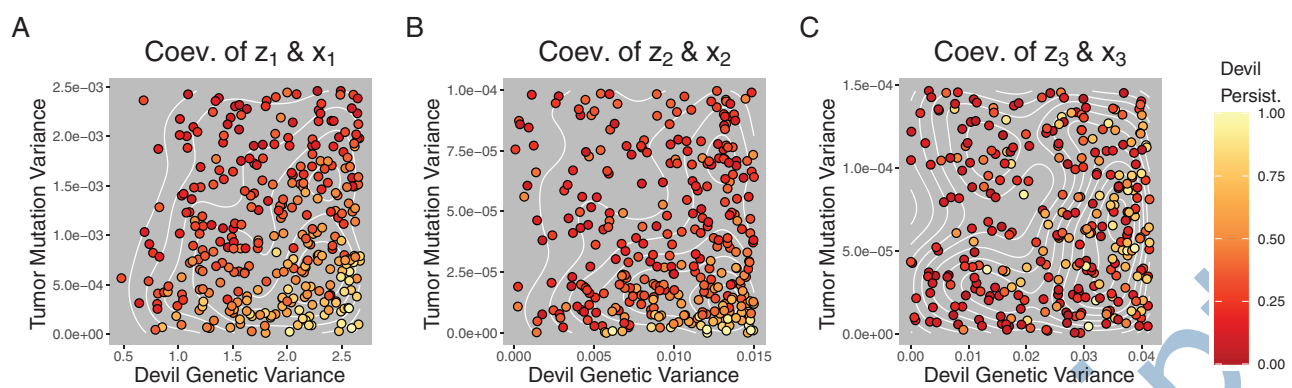 A
Coev. of z1 & x1
Tumor Mutation Variance
2.5e−03
2.0e−03
1.5e−03
1.0e−03
5.0e−04
0.0e+00
0.5 1.0 1.5 2.0 2.5
Devil Genetic Variance
B
Coev. of z2 & x2
Tumor Mutation Variance
1.0e−04
7.5e−05
5.0e−05
2.5e−05
0.0e+00
0.000 0.005 0.010 0.015
Devil Genetic Variance
C
Coev. of z3 & x3
Tumor Mutation Variance
1.5e−04
1.0e−04
5.0e−05
0.0e+00
0.00 0.01 0.02 0.03 0.04
Devil Genetic Variance
Devil
Persist.
1.00
0.75
0.50
0.25
0.00